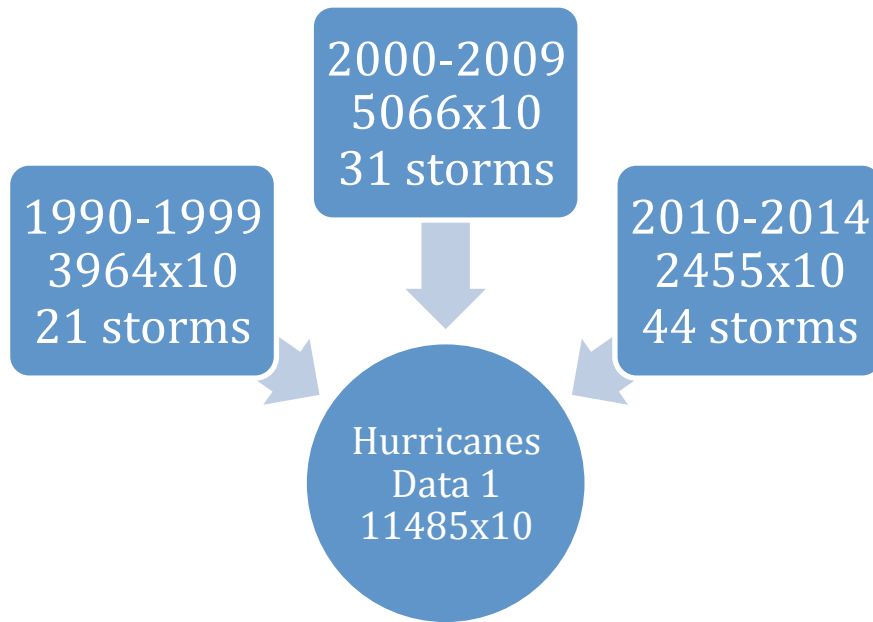 1990-1999
3964x10
21 storms
2000-2009
5066x10
31 storms
2010-2014
2455x10
44 storms
Hurricanes
Data 1
11485x10